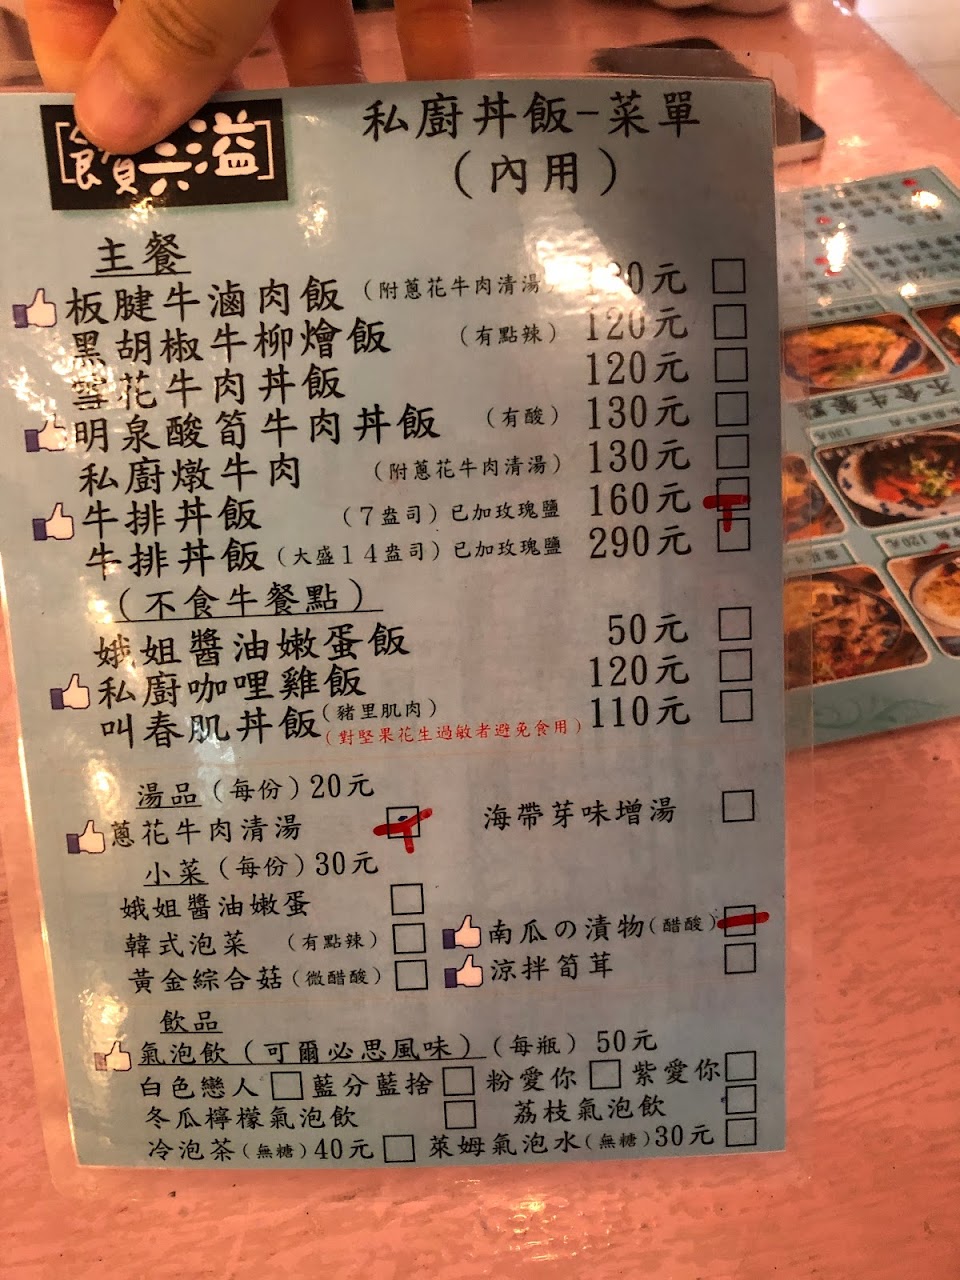 私廚丼飯-菜單
(內用)
主餐
板腱牛滷肉飯 (附蔥花牛肉清湯) 元
黑胡椒牛柳燴飯 (有點辣) 120元
雪花牛肉丼飯 120元
明泉酸筍牛肉丼飯 (有酸) 130元
私廚燉牛肉 (附蔥花牛肉清湯) 130元
牛排丼飯 (7盎司)已加玫瑰鹽 160元
牛排丼飯 (大盛14盎司)已加玫瑰鹽 290元
(不食牛餐點)
娥姐醬油嫩蛋飯 50元
私廚咖哩雞飯 120元
叫春肌丼飯 (豬里肌肉) 110元
(對堅果花生過敏者避免食用)
湯品(每份)20元
蔥花牛肉清湯 海帶芽味增湯
小菜(每份)30元
娥姐醬油嫩蛋
韓式泡菜 (有點辣) 南瓜の漬物(醋酸)
黃金綜合菇(微醋酸) 涼拌筍茸
飲品
氣泡飲(可爾必思風味)(每瓶) 50元
白色戀人 藍分藍捨 粉愛你 紫愛你
冬瓜檸檬氣泡飲 荔枝氣泡飲
冷泡茶(無糖)40元 萊姆氣泡水(無糖)30元